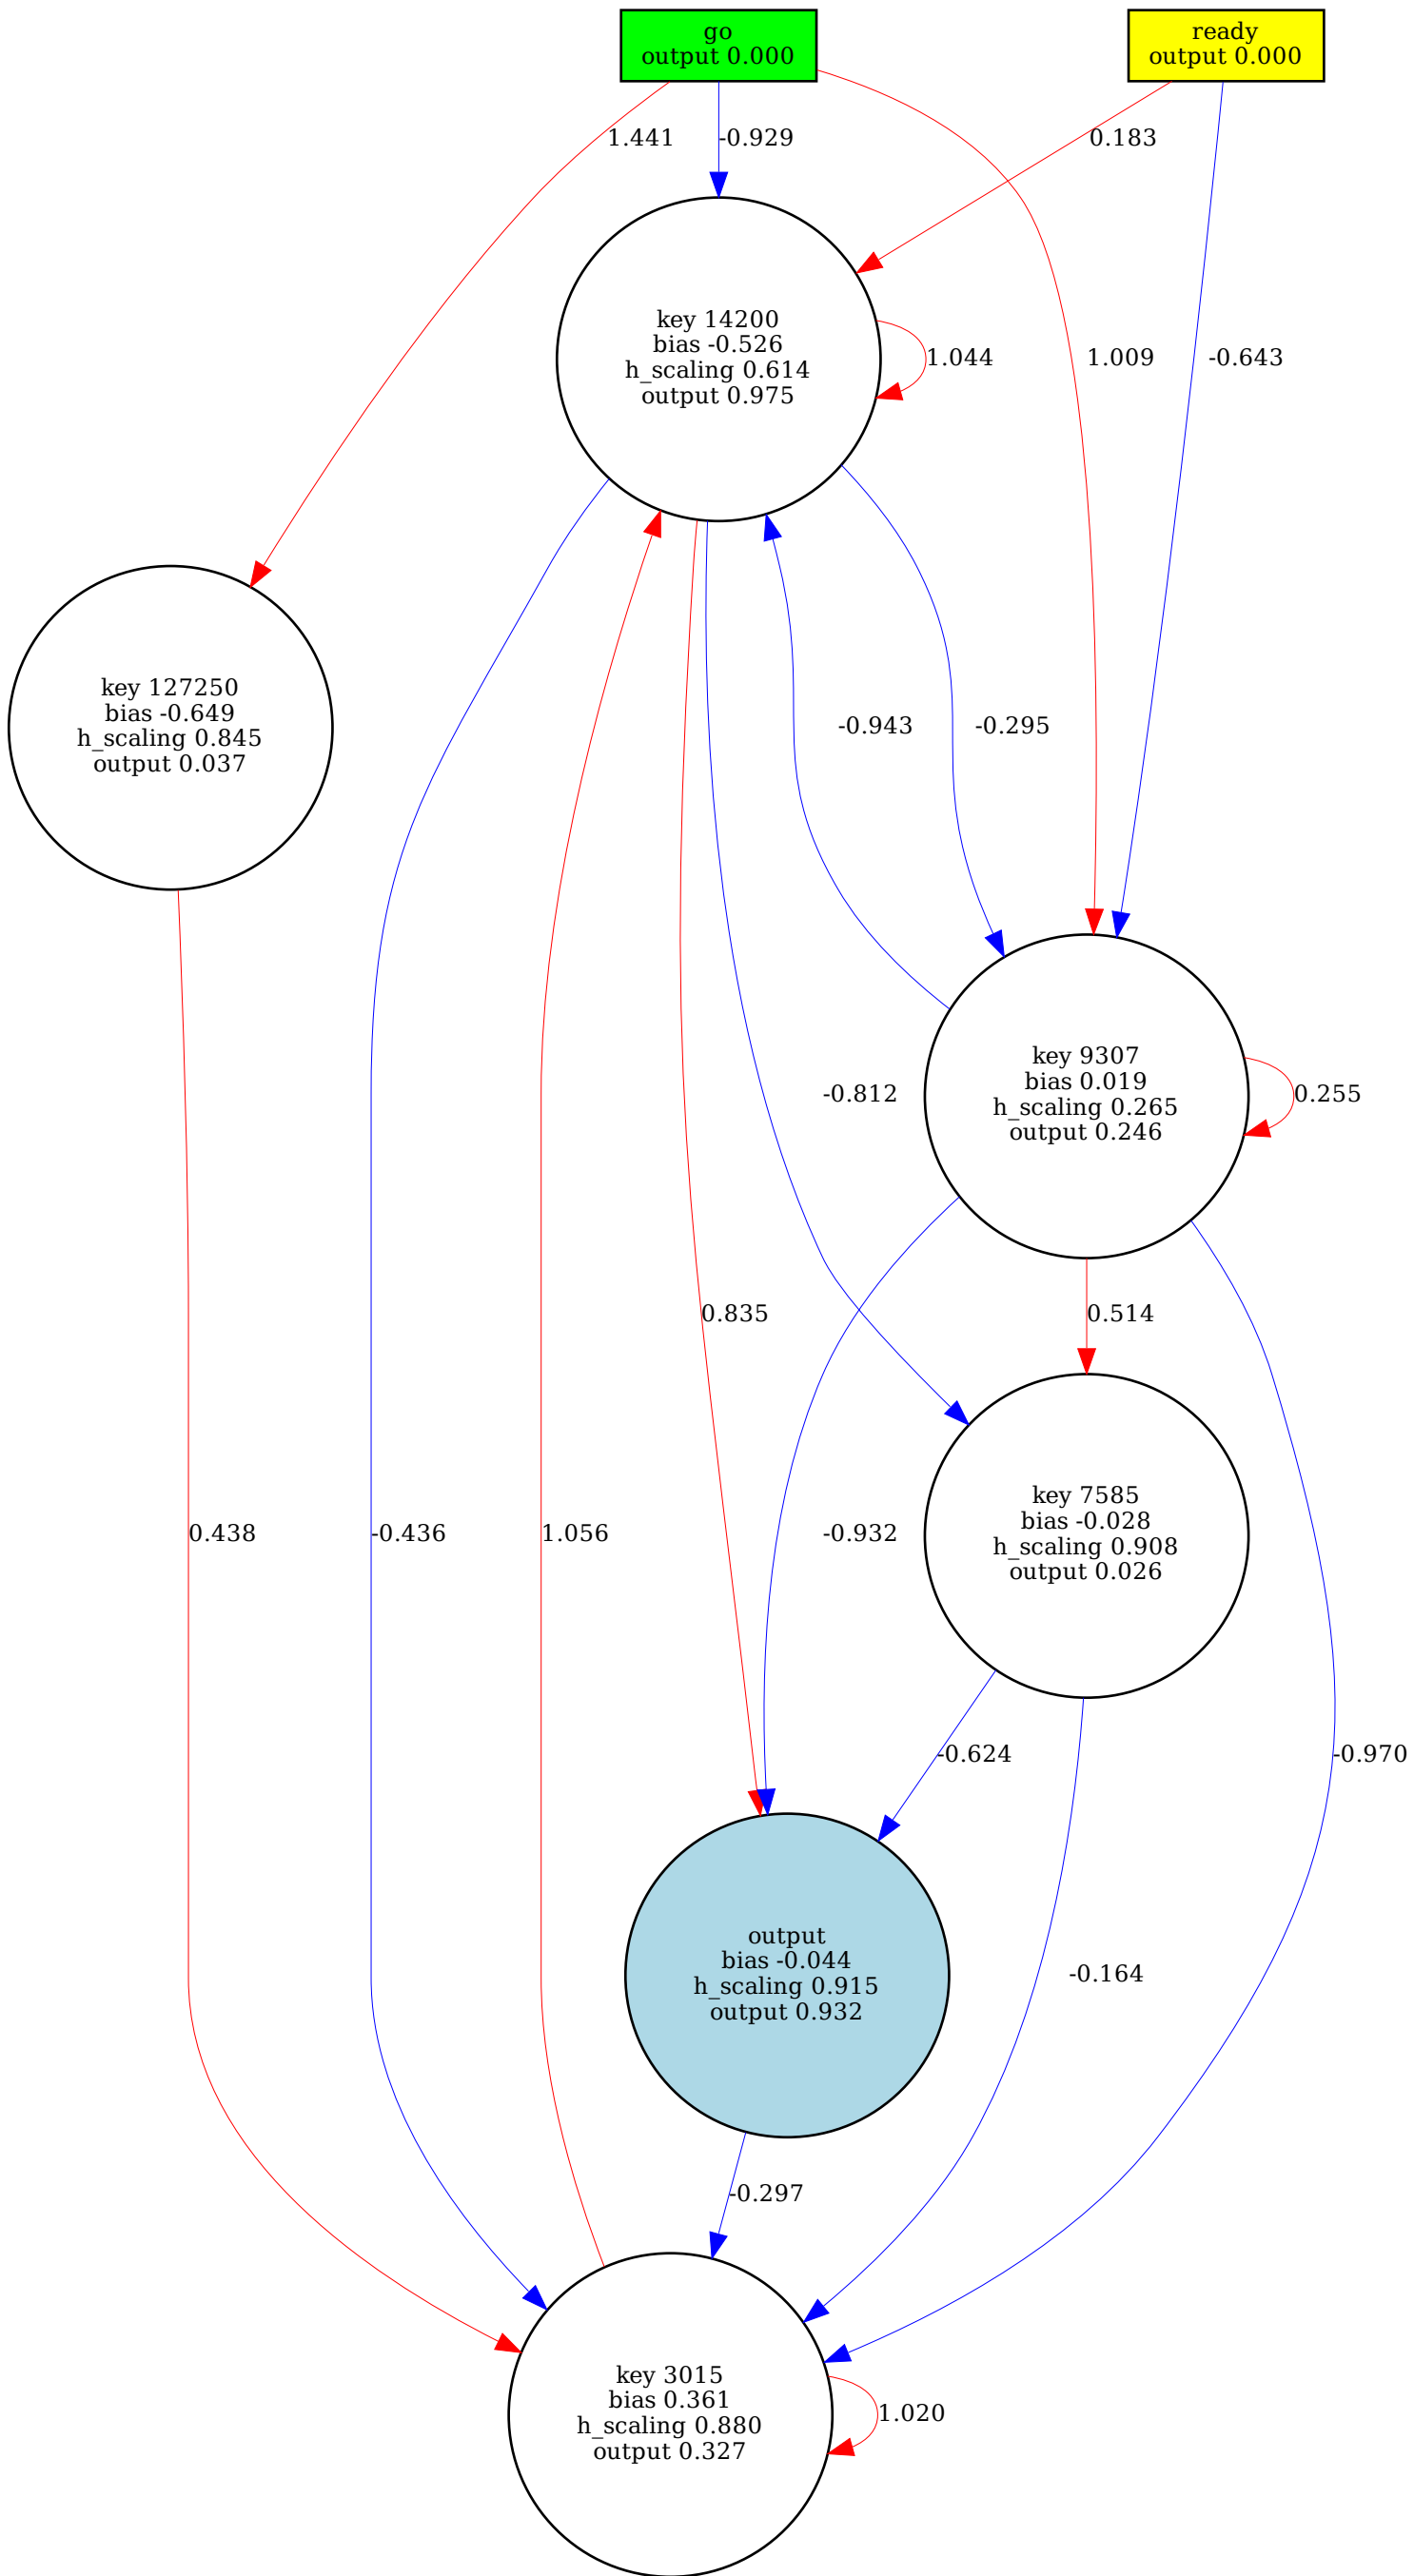 go
output 0.000
ready
output 0.000
1.441
-0.929
0.183
key 14200
bias -0.526
h_scaling 0.614
output 0.975
1.044
1.009
-0.643
key 127250
bias -0.649
h_scaling 0.845
output 0.037
-0.943
-0.295
key 9307
bias 0.019
h_scaling 0.265
output 0.246
-0.812
0.255
0.835
0.514
key 7585
bias -0.028
h_scaling 0.908
output 0.026
0.438
-0.436
1.056
-0.932
-0.624
-0.970
output
bias -0.044
h_scaling 0.915
output 0.932
-0.164
-0.297
key 3015
bias 0.361
h_scaling 0.880
output 0.327
1.020